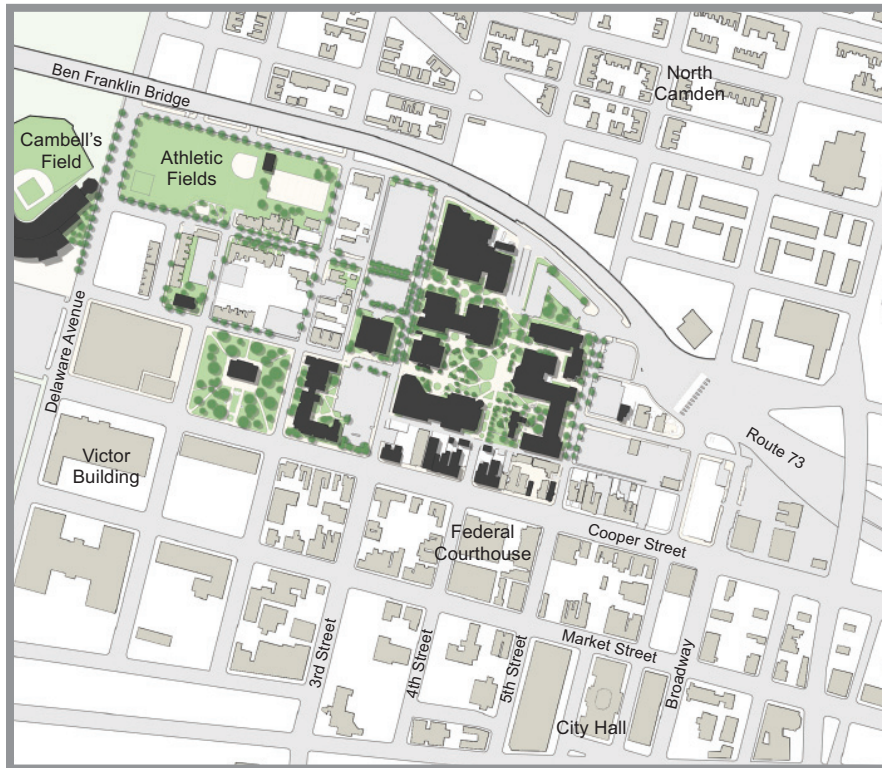 Ben Franklin Bridge
North
Camden
Cambell's
Field
Athletic
Fields
Delaware Avenue
Victor
Building
Route 73
Federal
Courthouse
Cooper Street
Market Street
3rd Street
4th Street
5th Street
Broadway
City Hall